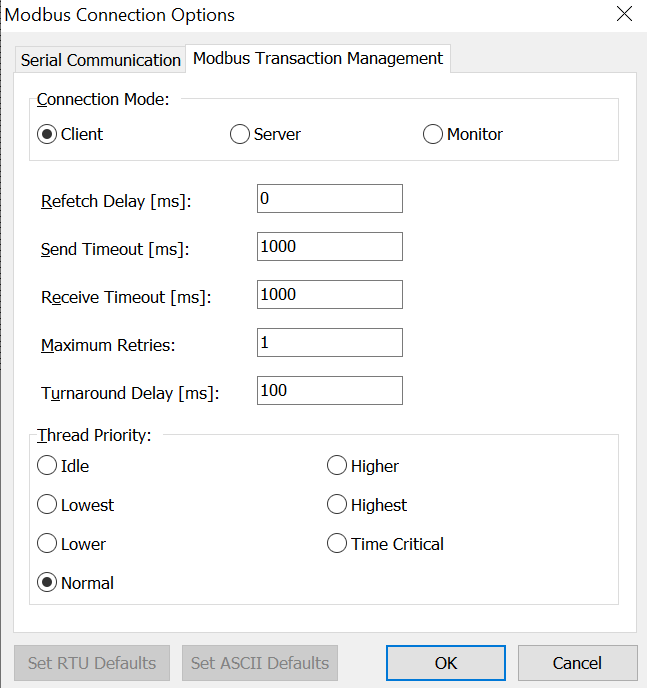 Modbus Connection Options
Serial Communication
Modbus Transaction Management
Connection Mode:
Client
Server
Monitor
Refetch Delay [ms]:
0
Send Timeout [ms]:
1000
Receive Timeout [ms]:
1000
Maximum Retries:
1
Turnaround Delay [ms]:
100
Thread Priority:
Idle
Higher
Lowest
Highest
Lower
Time Critical
Normal
Set RTU Defaults
Set ASCII Defaults
OK
Cancel